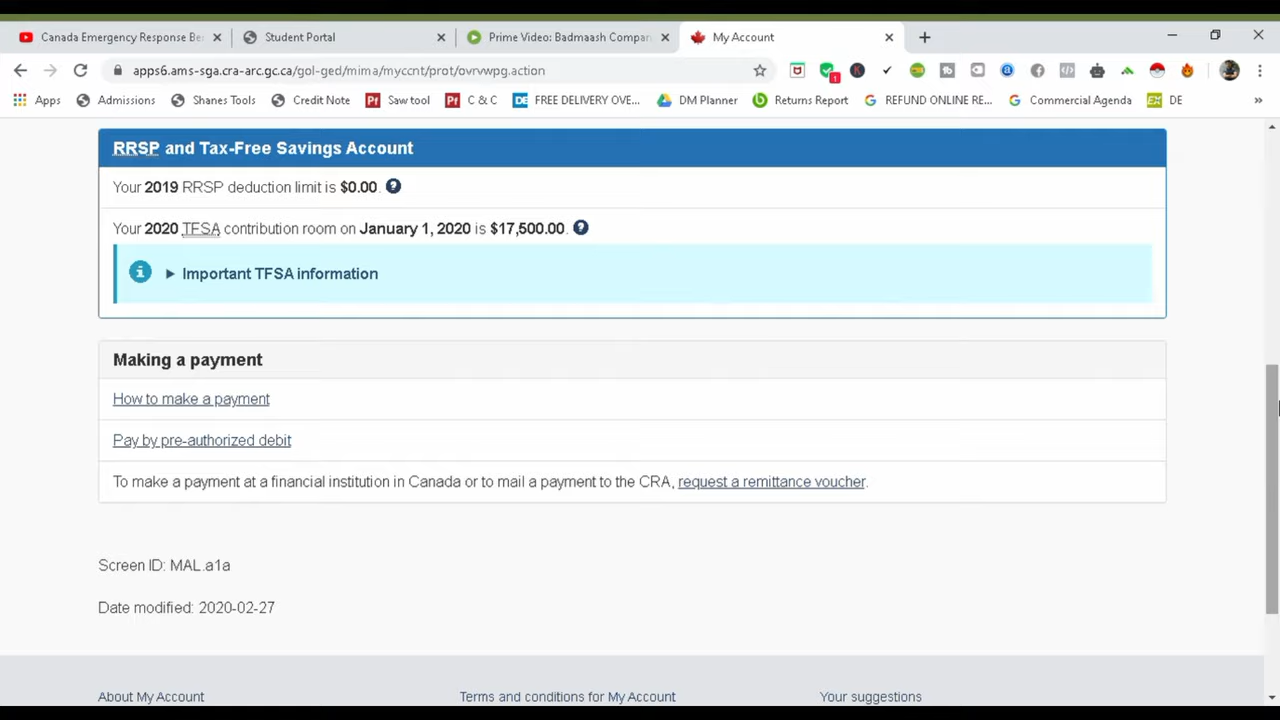 Canada Emergency Response Be
Student Portal
Prime Video: Badmaash Compan
My Account
apps6.ams-sga.cra-arc.gc.ca/gol-ged/mima/myccnt/prot/ovrvwpg.action
Apps
Admissions
Shanes Tools
Credit Note
Saw tool
C & C
FREE DELIVERY OVE...
DM Planner
Returns Report
REFUND ONLINE RE...
Commercial Agenda
DE
RRSP and Tax-Free Savings Account
Your 2019 RRSP deduction limit is $0.00.
Your 2020 TFSA contribution room on January 1, 2020 is $17,500.00.
Important TFSA information
Making a payment
How to make a payment
Pay by pre-authorized debit
To make a payment at a financial institution in Canada or to mail a payment to the CRA, request a remittance voucher.
Screen ID: MAL.a1a
Date modified: 2020-02-27
About My Account
Terms and conditions for My Account
Your suggestions